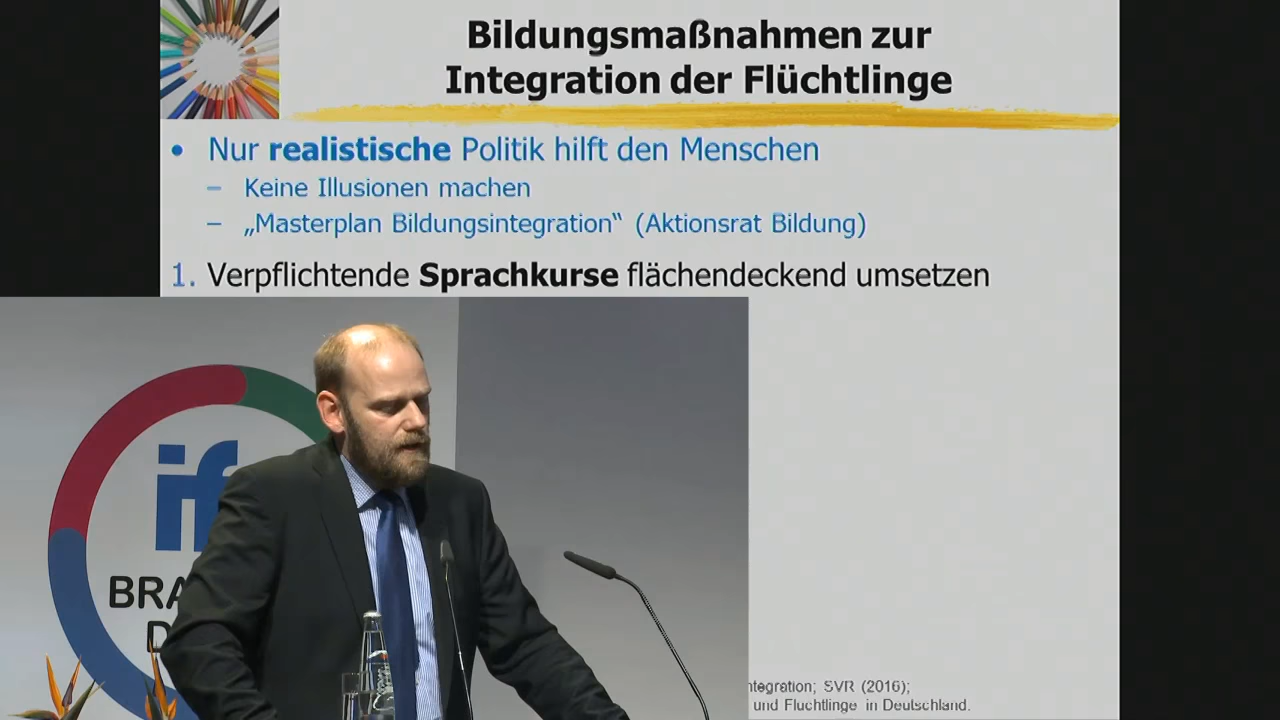 Bildungsmaßnahmen zur
Integration der Flüchtlinge
• Nur realistische Politik hilft den Menschen
– Keine Illusionen machen
– „Masterplan Bildungsintegration“ (Aktionsrat Bildung)
1. Verpflichtende Sprachkurse flächendeckend umsetzen
if
BRA
D
ntegration; SVR (2016);
und Flüchtlinge in Deutschland.